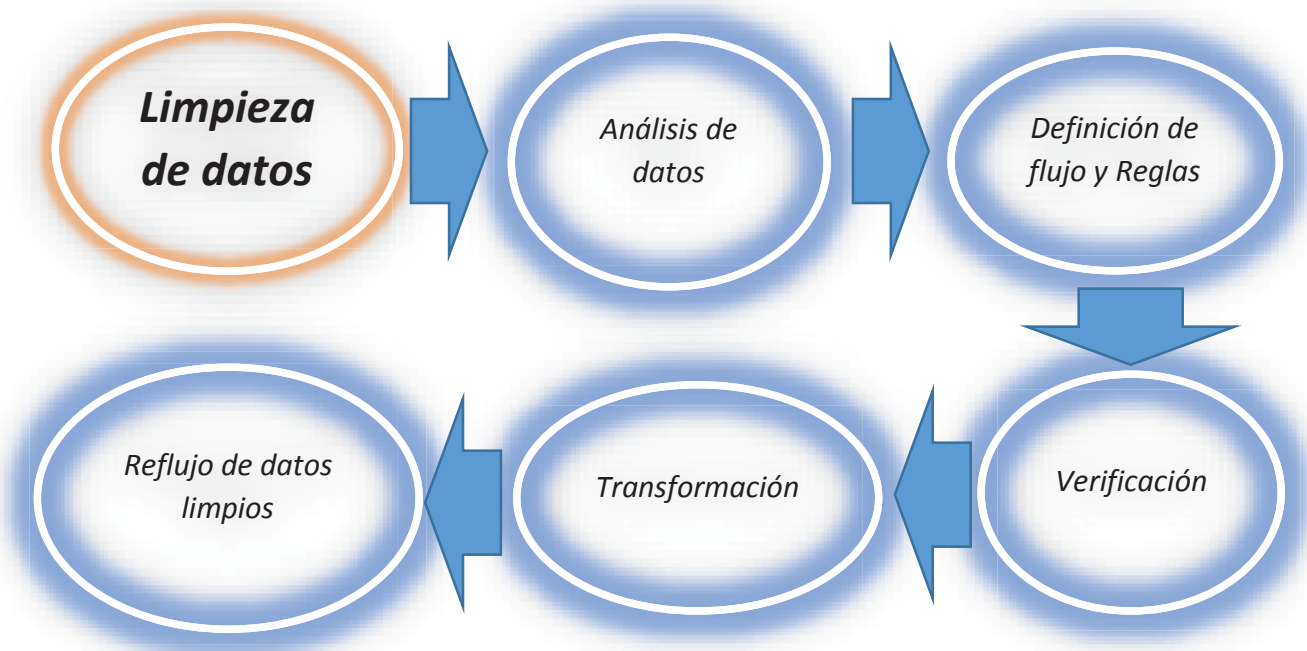 Limpieza
de datos
Análisis de
datos
Definición de
flujo y Reglas
Verificación
Transformación
Reflujo de datos
limpios